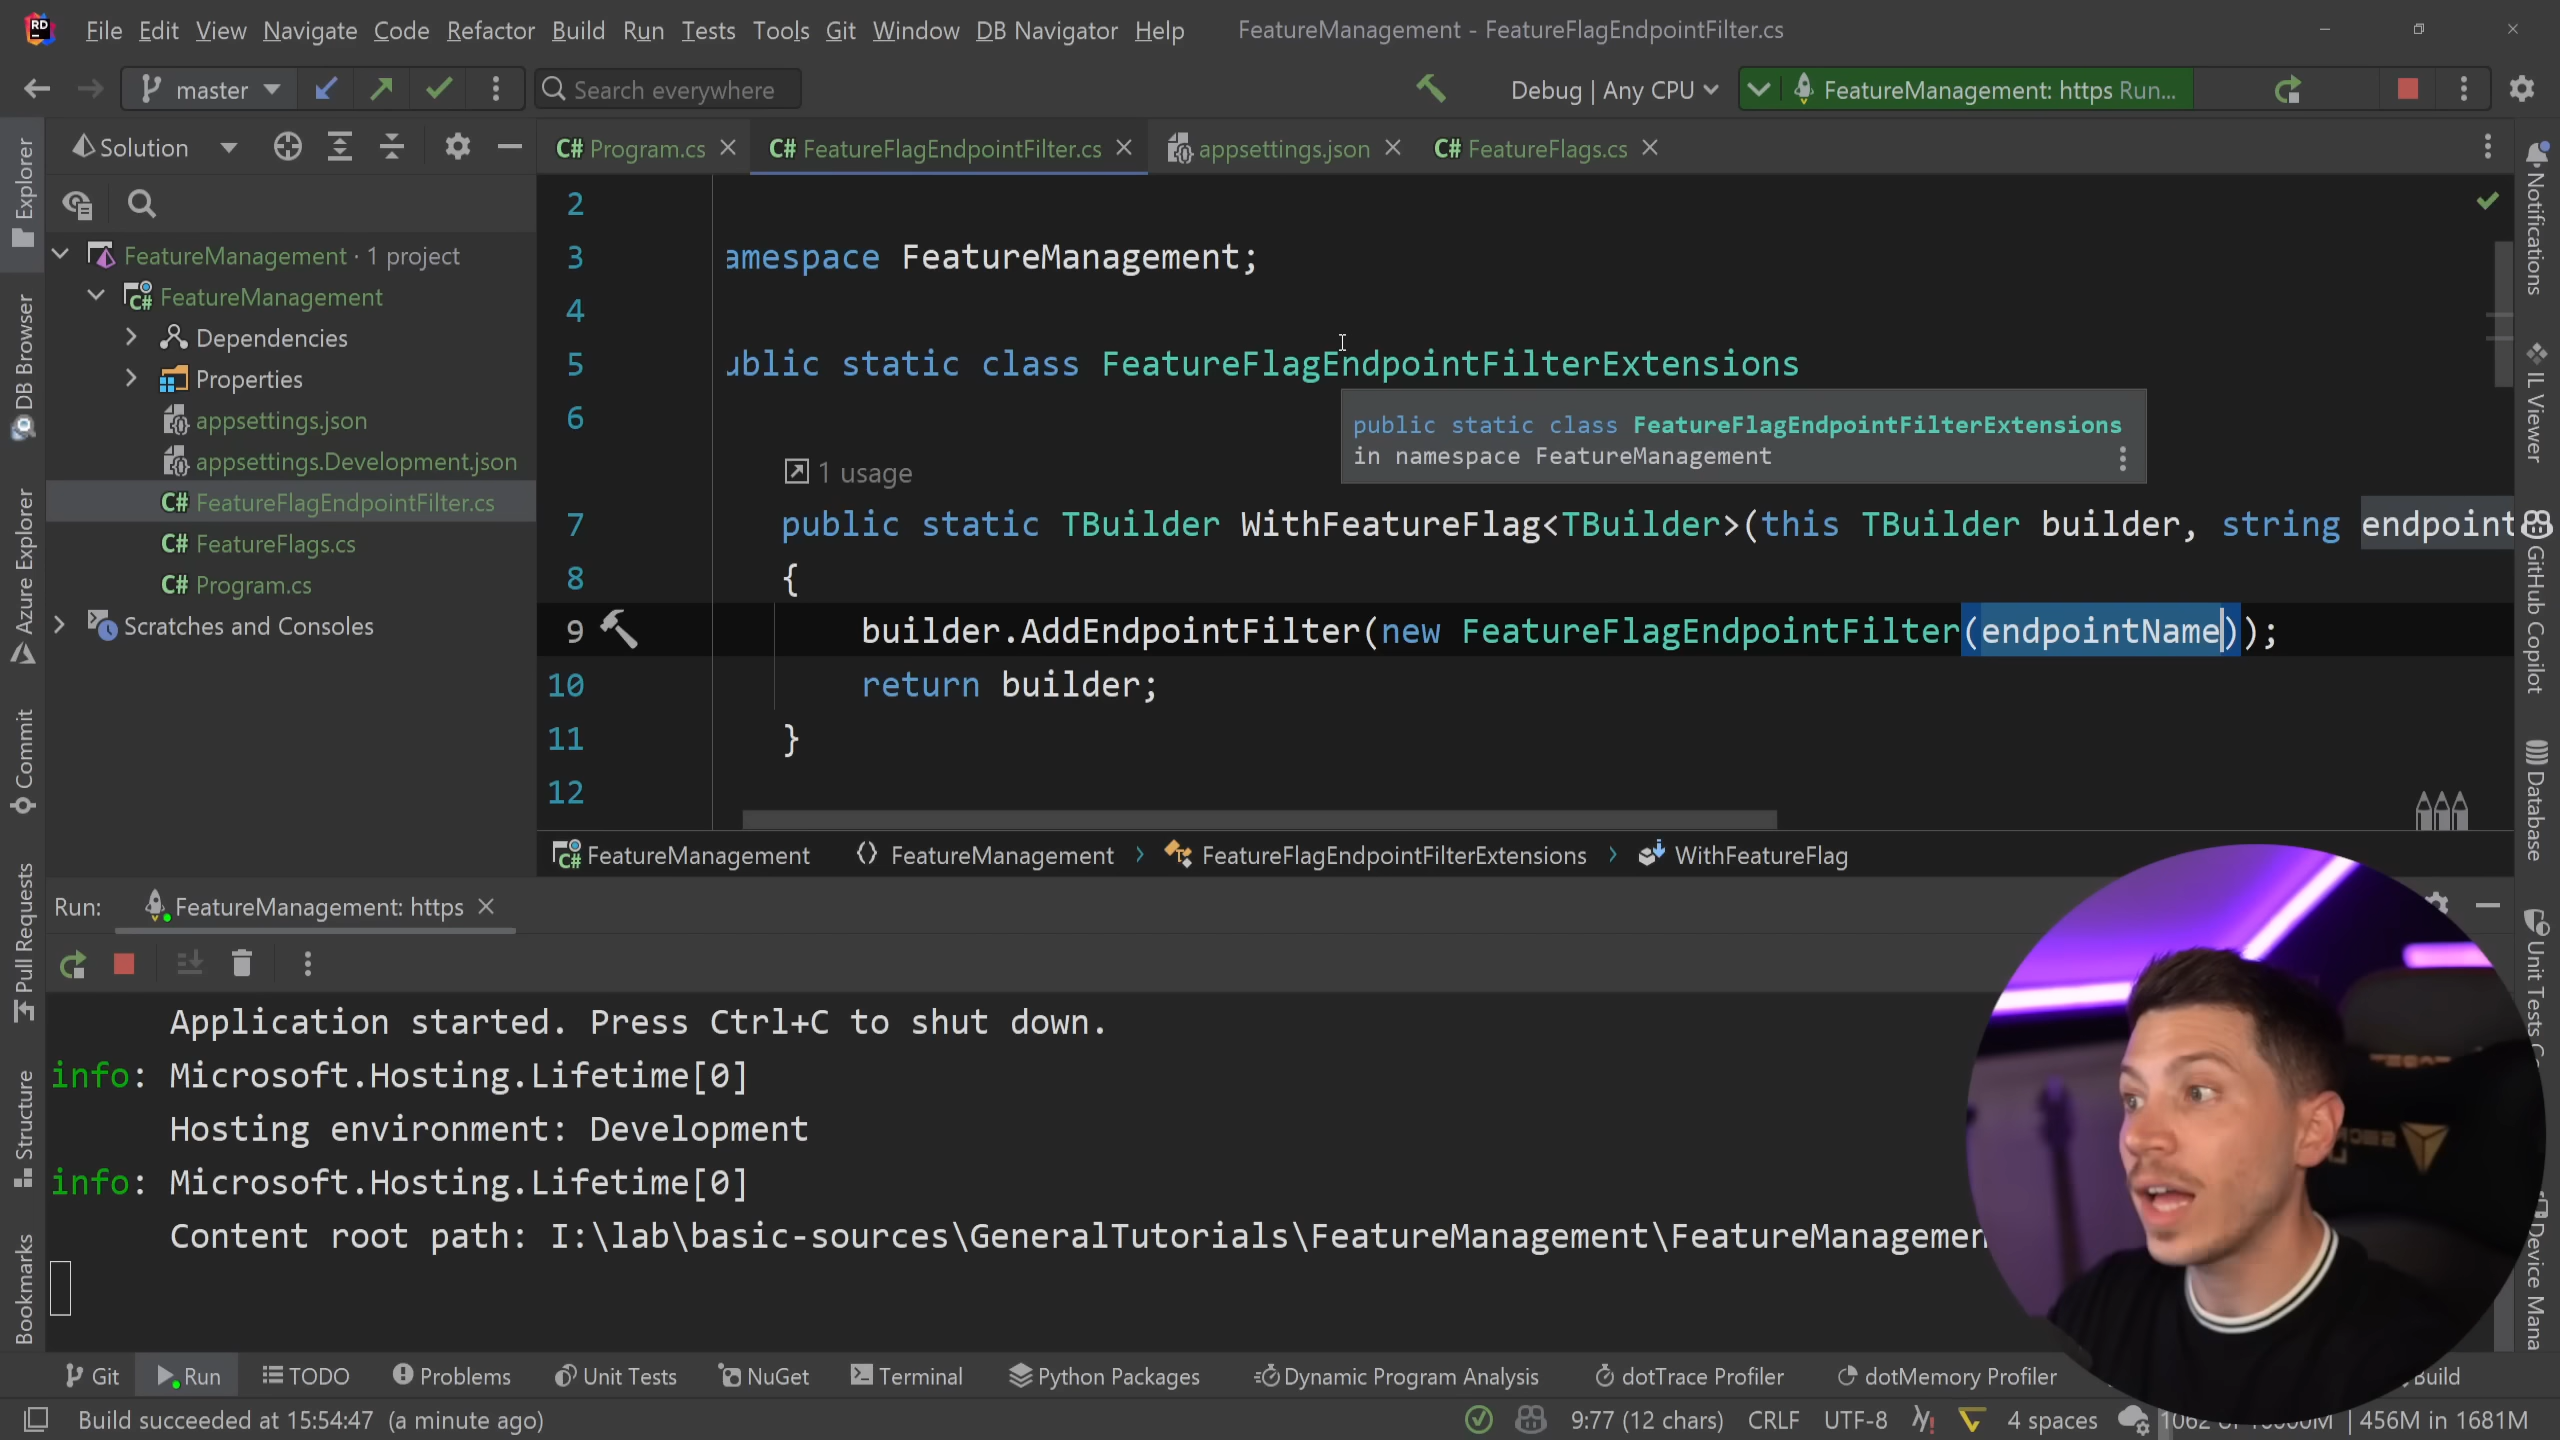 File Edit View Navigate Code Refactor Build Run Tests Tools Git Window DB Navigator Help FeatureManagement - FeatureFlagEndpointFilter.cs
master Search everywhere Debug | Any CPU FeatureManagement: https Run...
Solution
C# Program.cs C# FeatureFlagEndpointFilter.cs appsettings.json C# FeatureFlags.cs
Explorer
DB Browser
Azure Explorer
Commit
Pull Requests
Structure
Bookmarks
FeatureManagement · 1 project
C# FeatureManagement
Dependencies
Properties
appsettings.json
appsettings.Development.json
C# FeatureFlagEndpointFilter.cs
C# FeatureFlags.cs
C# Program.cs
Scratches and Consoles
2
3 amespace FeatureManagement;
4
5 ublic static class FeatureFlagEndpointFilterExtensions
6
public static class FeatureFlagEndpointFilterExtensions
in namespace FeatureManagement
1 usage
7 public static TBuilder WithFeatureFlag<TBuilder>(this TBuilder builder, string endpoint
8 {
9 builder.AddEndpointFilter(new FeatureFlagEndpointFilter(endpointName));
10 return builder;
11 }
12
C# FeatureManagement FeatureManagement FeatureFlagEndpointFilterExtensions WithFeatureFlag
Notifications
IL Viewer
GitHub Copilot
Database
Unit Tests C
Device Mana
Run: FeatureManagement: https
Application started. Press Ctrl+C to shut down.
info: Microsoft.Hosting.Lifetime[0]
Hosting environment: Development
info: Microsoft.Hosting.Lifetime[0]
Content root path: I:\lab\basic-sources\GeneralTutorials\FeatureManagement\FeatureManagemen
Git Run TODO Problems Unit Tests NuGet Terminal Python Packages Dynamic Program Analysis dotTrace Profiler dotMemory Profiler Build
Build succeeded at 15:54:47 (a minute ago) 9:77 (12 chars) CRLF UTF-8 4 spaces 456M in 1681M